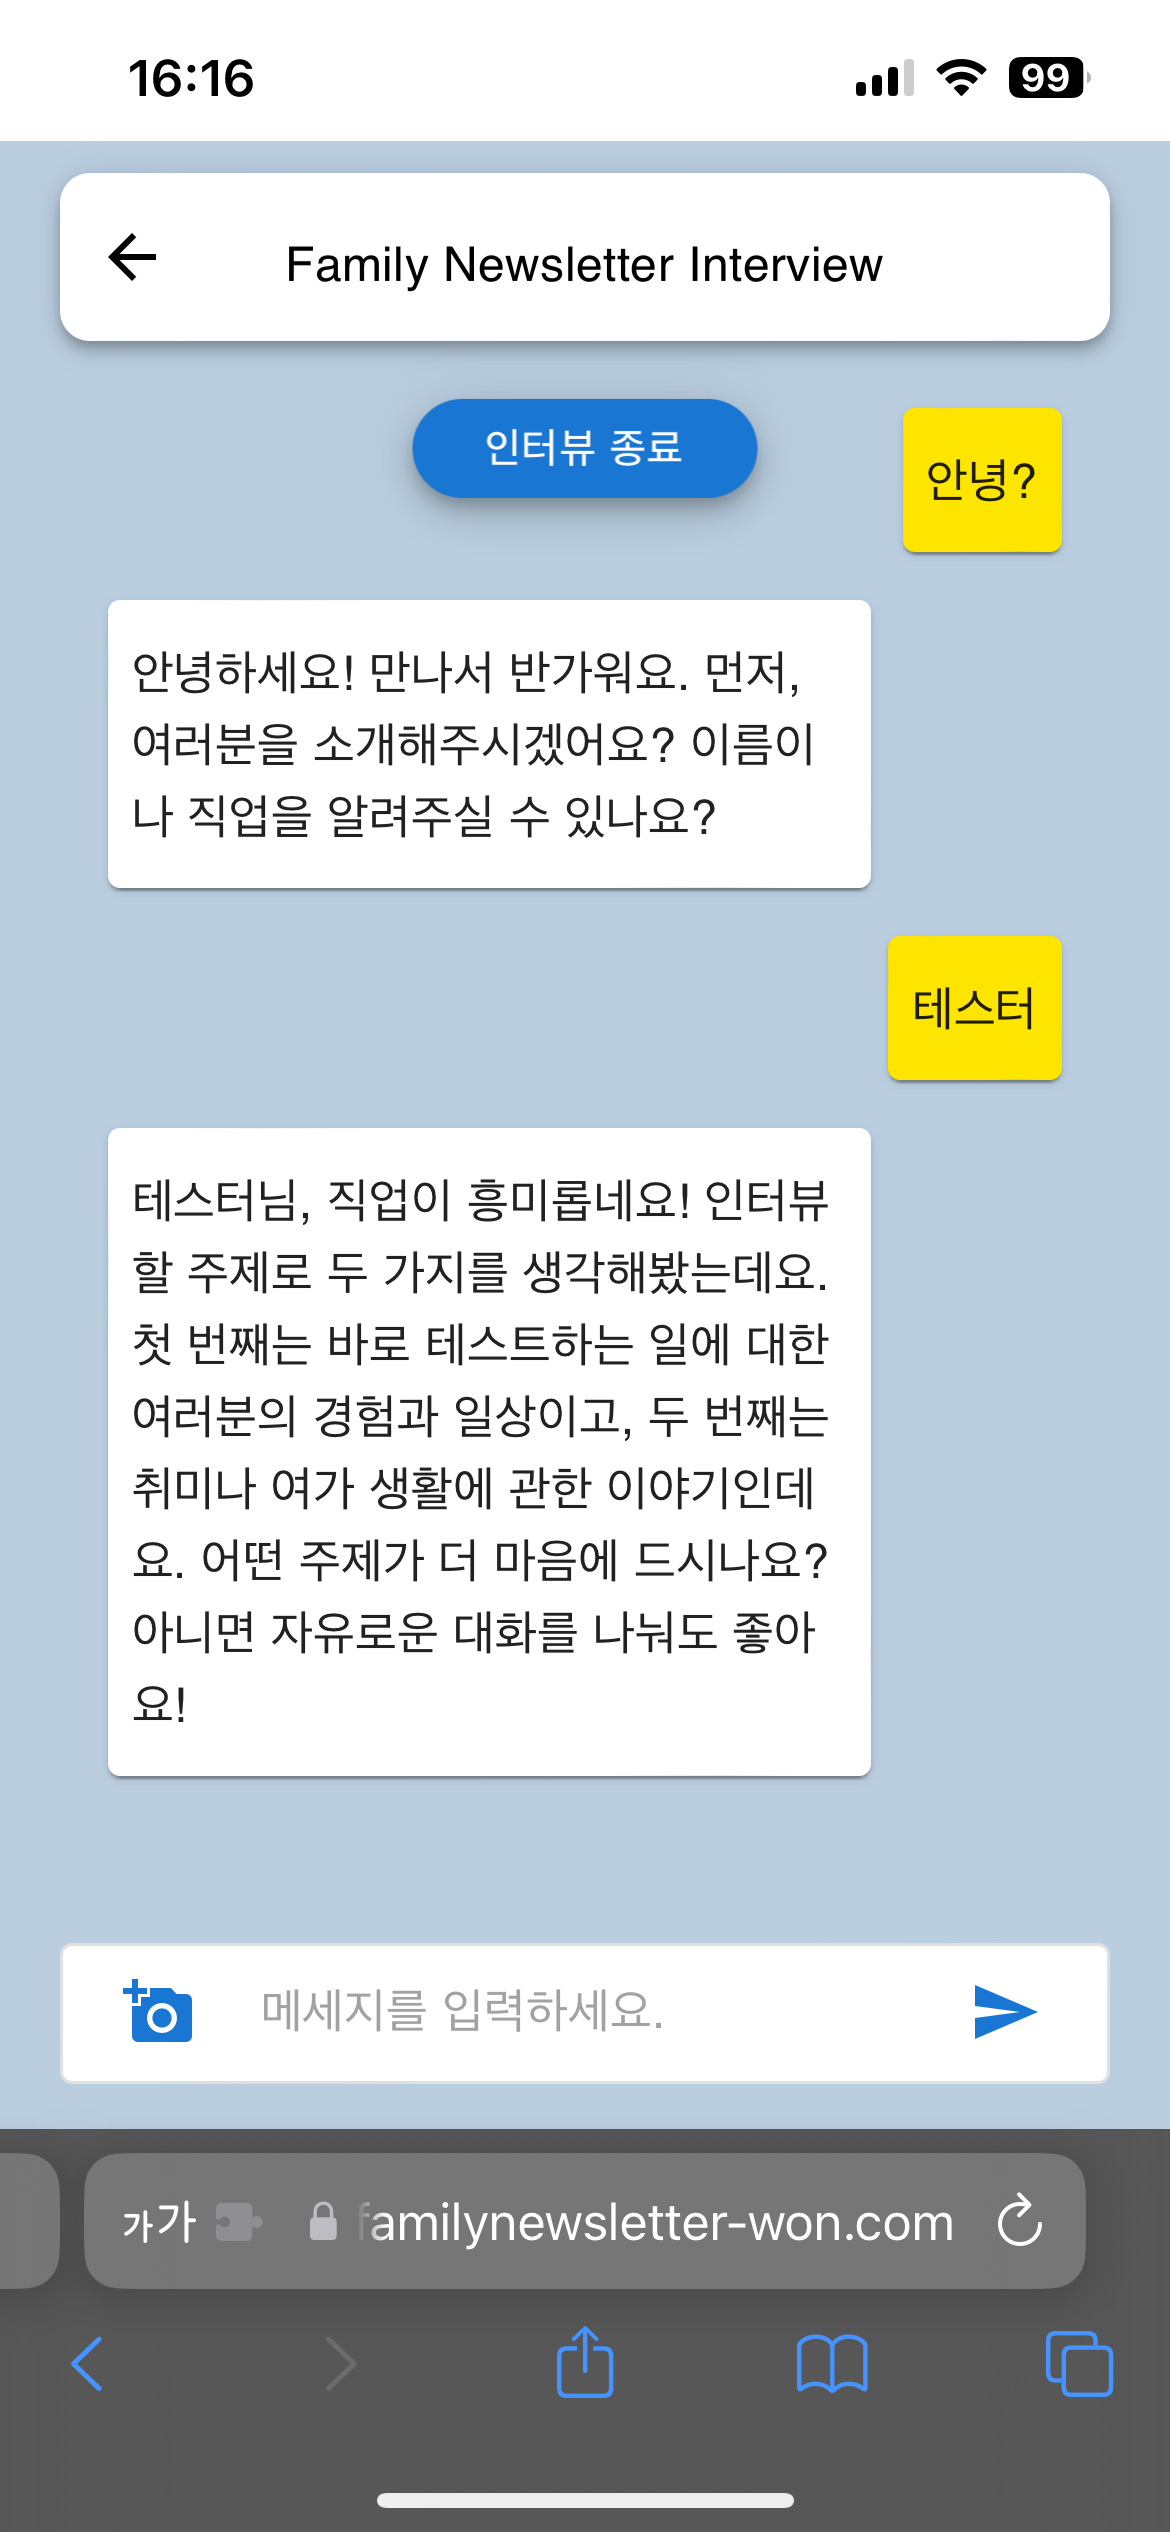 16:16
99
Family Newsletter Interview
인터뷰 종료
안녕?
안녕하세요! 만나서 반가워요. 먼저,
여러분을 소개해주시겠어요? 이름이
나 직업을 알려주실 수 있나요?
테스터
테스터님, 직업이 흥미롭네요! 인터뷰
할 주제로 두 가지를 생각해봤는데요.
첫 번째는 바로 테스트하는 일에 대한
여러분의 경험과 일상이고, 두 번째는
취미나 여가 생활에 관한 이야기인데
요. 어떤 주제가 더 마음에 드시나요?
아니면 자유로운 대화를 나눠도 좋아
요!
메세지를 입력하세요.
가가 familynewsletter-won.com